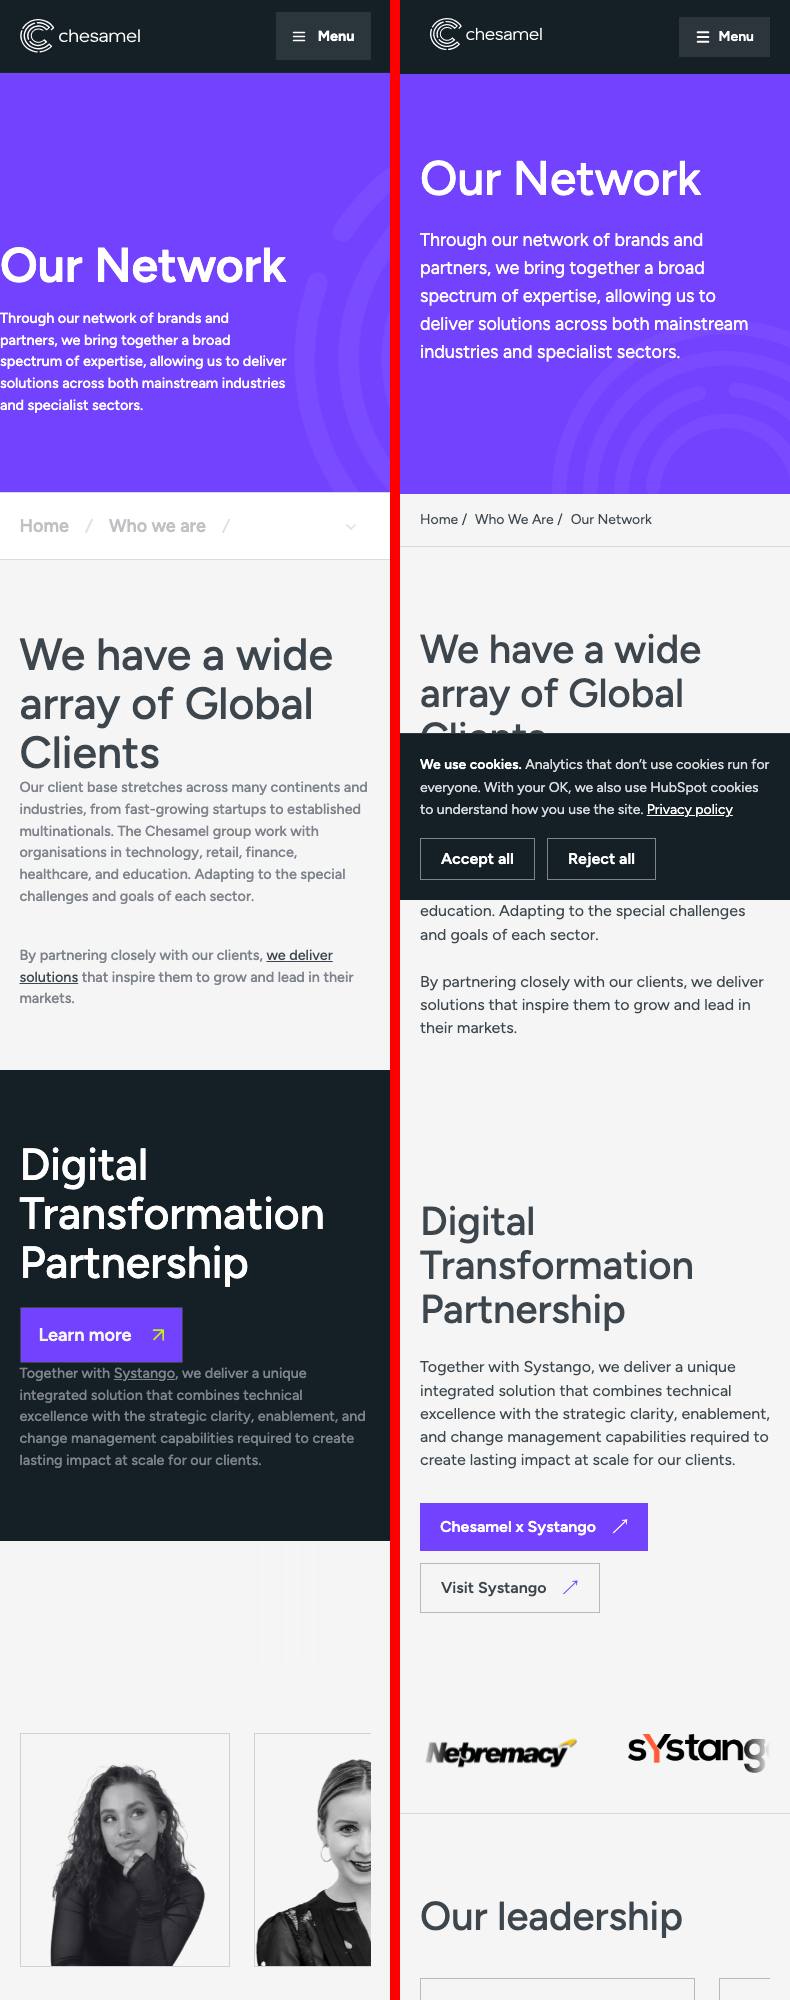 chesamel
Menu
Our Network
Through our network of brands and
partners, we bring together a broad
spectrum of expertise, allowing us to deliver
solutions across both mainstream industries
and specialist sectors.
Home / Who we are /
We have a wide
array of Global
Clients
Our client base stretches across many continents and
industries, from fast-growing startups to established
multinationals. The Chesamel group work with
organisations in technology, retail, finance,
healthcare, and education. Adapting to the special
challenges and goals of each sector.
By partnering closely with our clients, we deliver
solutions that inspire them to grow and lead in their
markets.
Digital
Transformation
Partnership
Learn more
Together with Systango, we deliver a unique
integrated solution that combines technical
excellence with the strategic clarity, enablement, and
change management capabilities required to create
lasting impact at scale for our clients.
chesamel
Menu
Our Network
Through our network of brands and
partners, we bring together a broad
spectrum of expertise, allowing us to
deliver solutions across both mainstream
industries and specialist sectors.
Home / Who We Are / Our Network
We have a wide
array of Global
Clients
We use cookies. Analytics that don't use cookies run for
everyone. With your OK, we also use HubSpot cookies
to understand how you use the site. Privacy policy
Accept all
Reject all
education. Adapting to the special challenges
and goals of each sector.
By partnering closely with our clients, we deliver
solutions that inspire them to grow and lead in
their markets.
Digital
Transformation
Partnership
Together with Systango, we deliver a unique
integrated solution that combines technical
excellence with the strategic clarity, enablement,
and change management capabilities required to
create lasting impact at scale for our clients.
Chesamel x Systango
Visit Systango
Netpremacy
sYstang
Our leadership